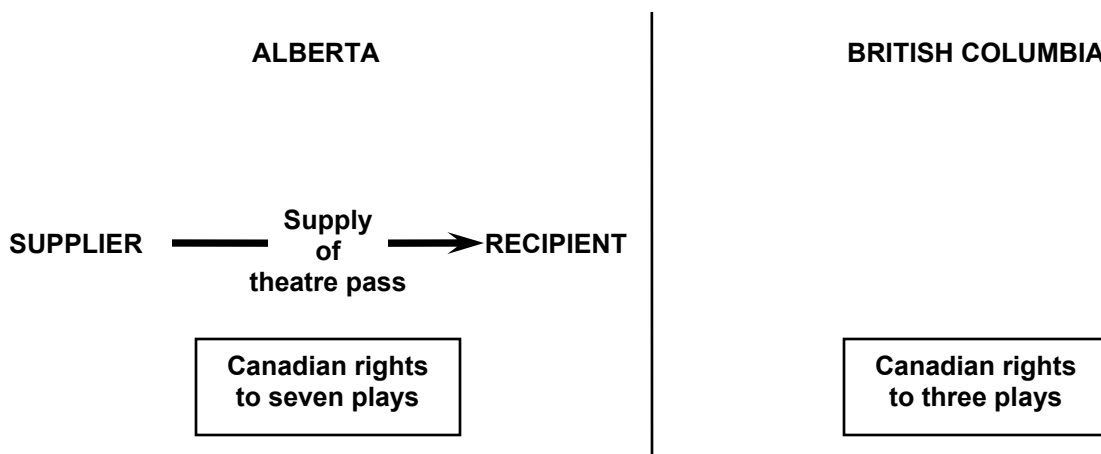 ALBERTA
BRITISH COLUMBIA
SUPPLIER
Supply
of
theatre pass
RECIPIENT
Canadian rights
to seven plays
Canadian rights
to three plays